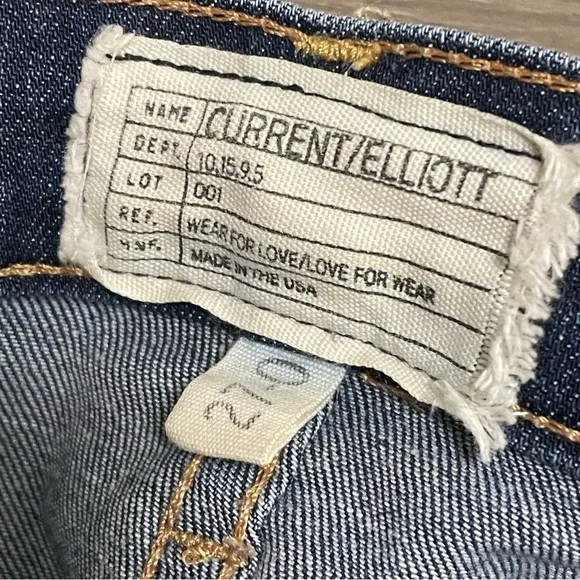 NAME CURRENT/ELLIOTT
DEPT. 10.15.9.5
LOT 001
REF. WEAR FOR LOVE/LOVE FOR WEAR
MNF. MADE IN THE USA